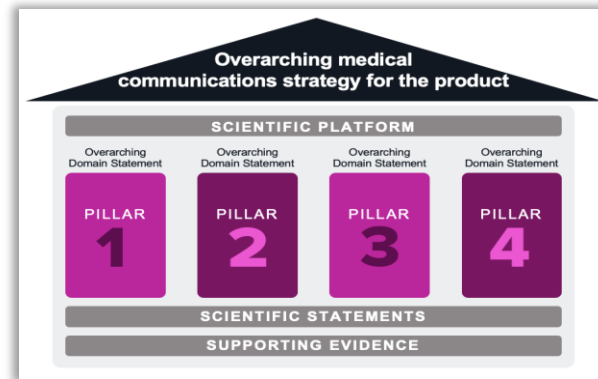 Overarching medical
communications strategy for the product
SCIENTIFIC PLATFORM
Overarching
Domain Statement
Overarching
Domain Statement
Overarching
Domain Statement
Overarching
Domain Statement
PILLAR
1
PILLAR
2
PILLAR
3
PILLAR
4
SCIENTIFIC STATEMENTS
SUPPORTING EVIDENCE